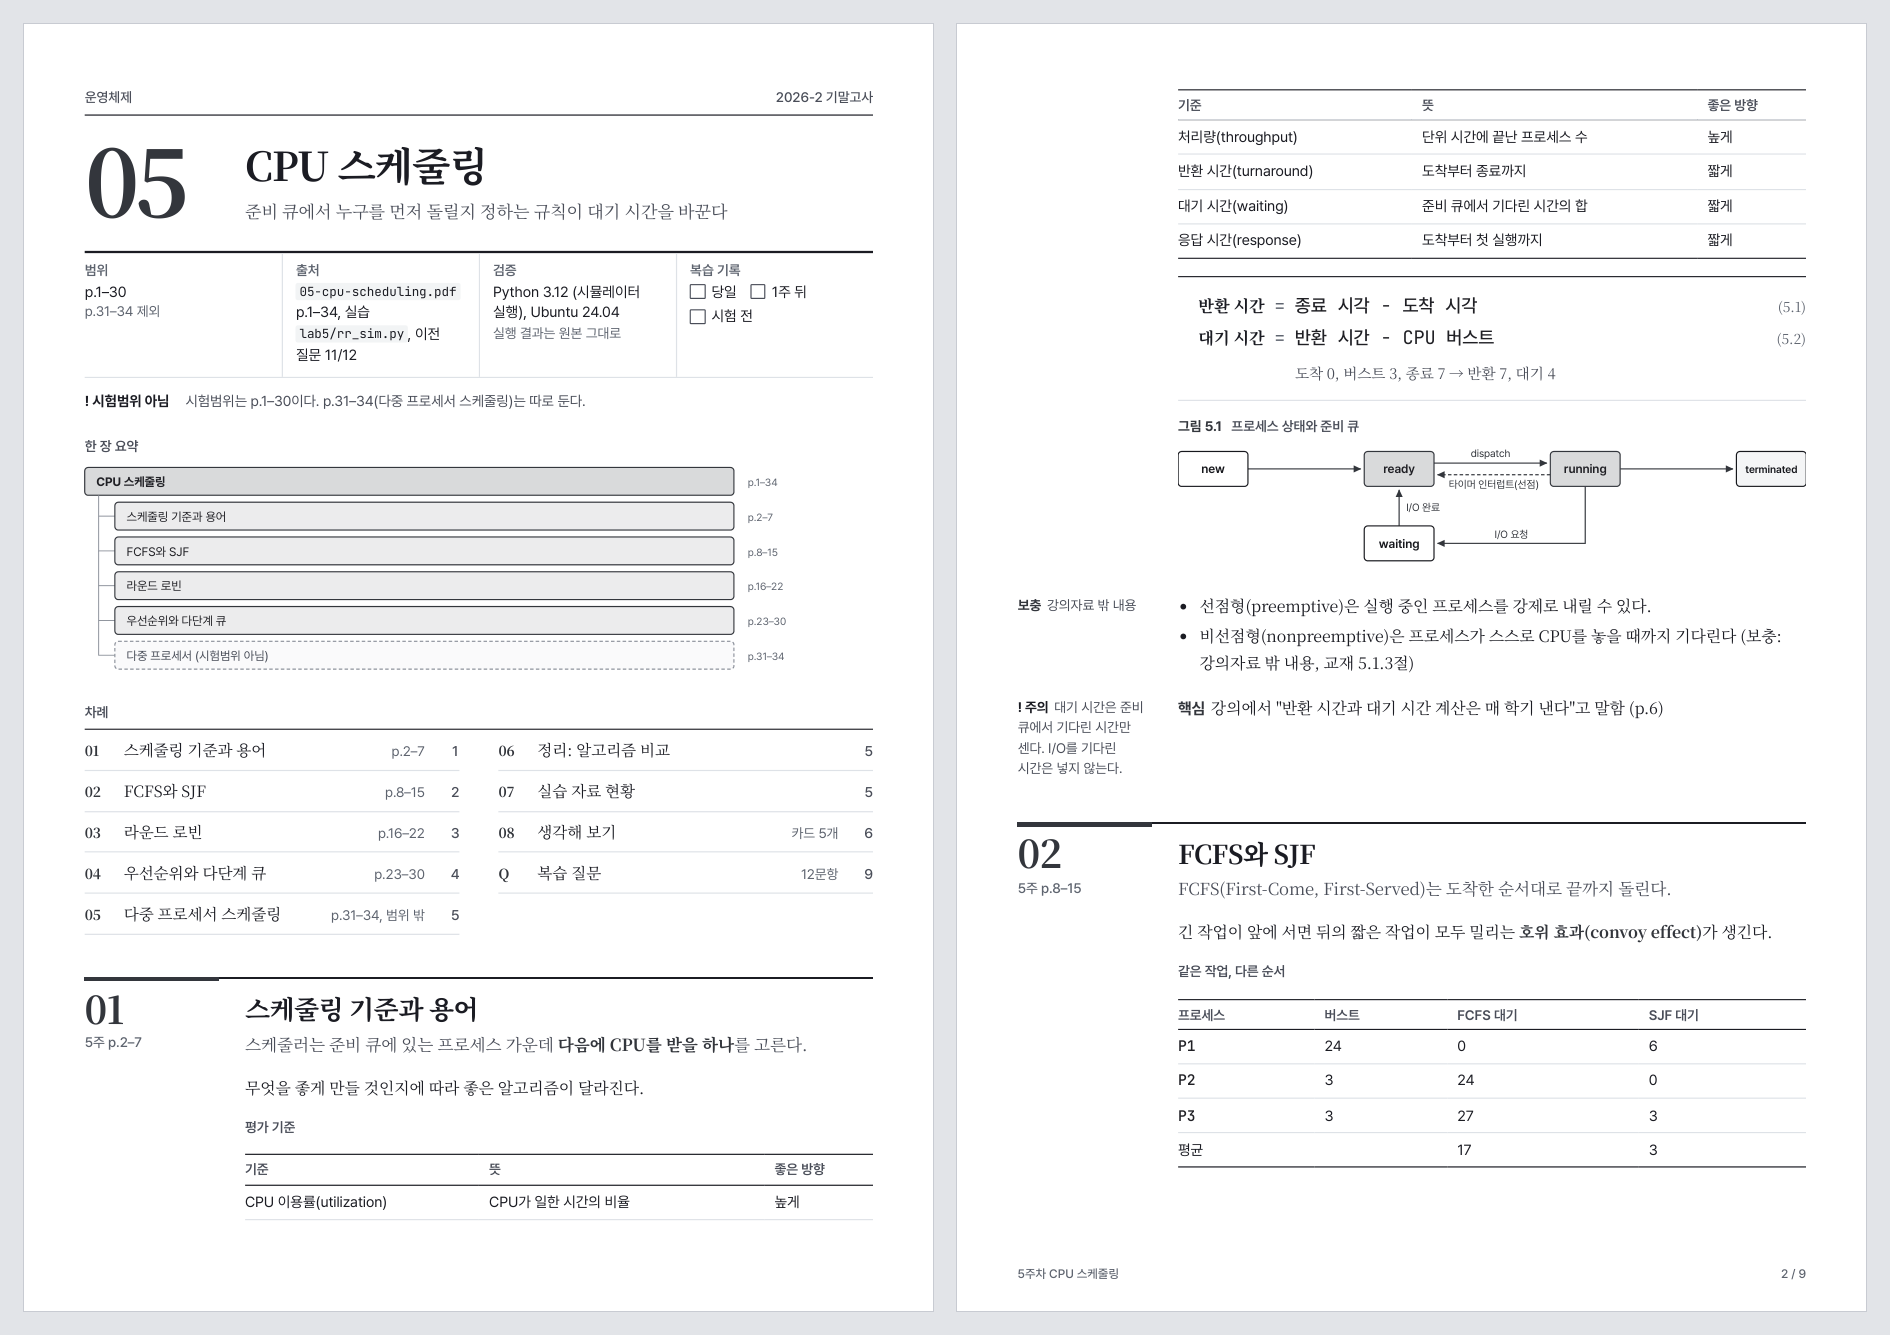 운영체제
2026-2 기말고사
05
CPU 스케줄링
준비 큐에서 누구를 먼저 돌릴지 정하는 규칙이 대기 시간을 바꾼다
범위
p.1–30
p.31–34 제외
출처
05-cpu-scheduling.pdf
p.1–34, 실습
lab5/rr_sim.py, 이전
질문 11/12
검증
Python 3.12 (시뮬레이터
실행), Ubuntu 24.04
실행 결과는 원본 그대로
복습 기록
당일 1주 뒤
시험 전
! 시험범위 아님 시험범위는 p.1–30이다. p.31–34(다중 프로세서 스케줄링)는 따로 둔다.
한 장 요약
CPU 스케줄링 p.1–34
스케줄링 기준과 용어 p.2–7
FCFS와 SJF p.8–15
라운드 로빈 p.16–22
우선순위와 다단계 큐 p.23–30
다중 프로세서 (시험범위 아님) p.31–34
차례
01 스케줄링 기준과 용어 p.2–7 1
02 FCFS와 SJF p.8–15 2
03 라운드 로빈 p.16–22 3
04 우선순위와 다단계 큐 p.23–30 4
05 다중 프로세서 스케줄링 p.31–34, 범위 밖 5
06 정리: 알고리즘 비교 5
07 실습 자료 현황 5
08 생각해 보기 카드 5개 6
Q 복습 질문 12문항 9
01
5주 p.2–7
스케줄링 기준과 용어
스케줄러는 준비 큐에 있는 프로세스 가운데 다음에 CPU를 받을 하나를 고른다.
무엇을 좋게 만들 것인지에 따라 좋은 알고리즘이 달라진다.
평가 기준
기준 뜻 좋은 방향
CPU 이용률(utilization) CPU가 일한 시간의 비율 높게
기준 뜻 좋은 방향
처리량(throughput) 단위 시간에 끝난 프로세스 수 높게
반환 시간(turnaround) 도착부터 종료까지 짧게
대기 시간(waiting) 준비 큐에서 기다린 시간의 합 짧게
응답 시간(response) 도착부터 첫 실행까지 짧게
반환 시간 = 종료 시각 - 도착 시각 (5.1)
대기 시간 = 반환 시간 - CPU 버스트 (5.2)
도착 0, 버스트 3, 종료 7 → 반환 7, 대기 4
그림 5.1 프로세스 상태와 준비 큐
new
ready
dispatch
타이머 인터럽트(선점)
running
terminated
I/O 완료
waiting
I/O 요청
보충 강의자료 밖 내용
• 선점형(preemptive)은 실행 중인 프로세스를 강제로 내릴 수 있다.
• 비선점형(nonpreemptive)은 프로세스가 스스로 CPU를 놓을 때까지 기다린다 (보충:
강의자료 밖 내용, 교재 5.1.3절)
! 주의 대기 시간은 준비
큐에서 기다린 시간만
센다. I/O를 기다린
시간은 넣지 않는다.
핵심 강의에서 "반환 시간과 대기 시간 계산은 매 학기 낸다"고 말함 (p.6)
02
5주 p.8–15
FCFS와 SJF
FCFS(First-Come, First-Served)는 도착한 순서대로 끝까지 돌린다.
긴 작업이 앞에 서면 뒤의 짧은 작업이 모두 밀리는 호위 효과(convoy effect)가 생긴다.
같은 작업, 다른 순서
프로세스 버스트 FCFS 대기 SJF 대기
P1 24 0 6
P2 3 24 0
P3 3 27 3
평균 17 3
5주차 CPU 스케줄링
2 / 9